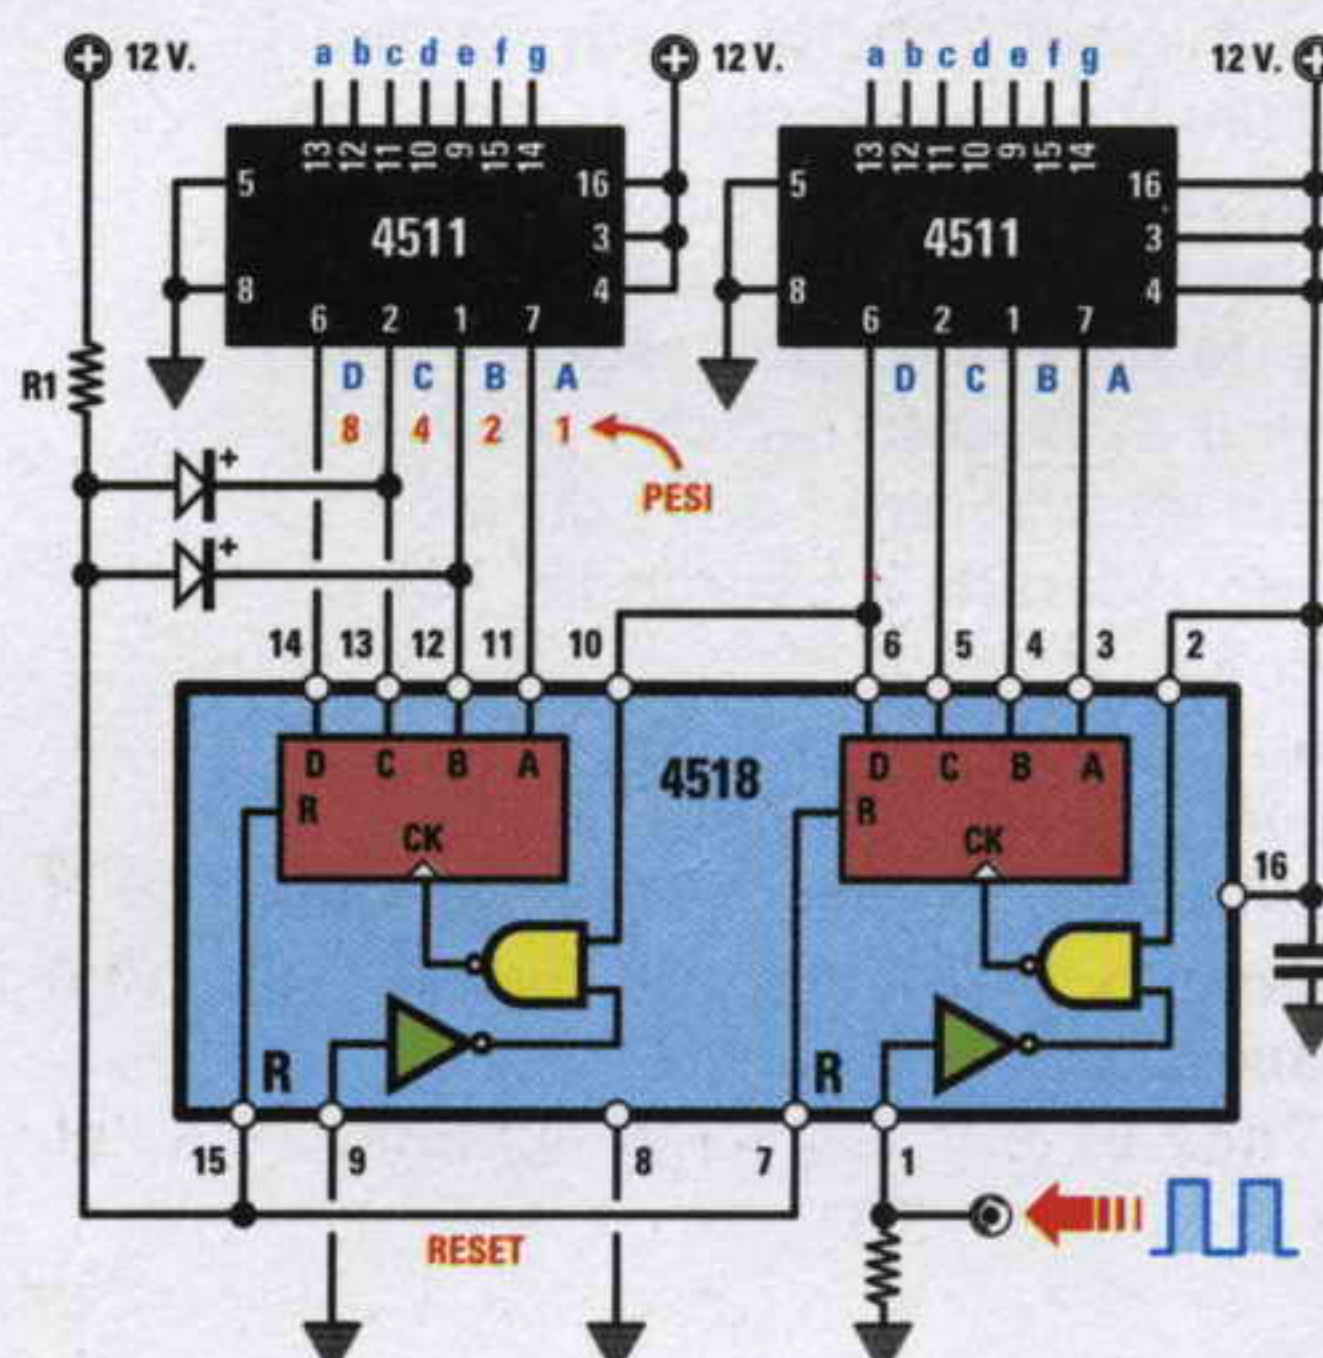 12 V.
a b c d e f g
12 V.
a b c d e f g
12 V.
13 12 11 10 9 15 14
13 12 11 10 9 15 14
5
16
5
16
4511
3
4511
3
8
4
8
4
6 2 1 7
6 2 1 7
R1
D C B A
D C B A
8 4 2 1
+
PESI
+
14 13 12 11 10 6 5 4 3 2
D C B A
4518
D C B A
R
R
CK
CK
16
R
R
15 9 8 7 1
RESET